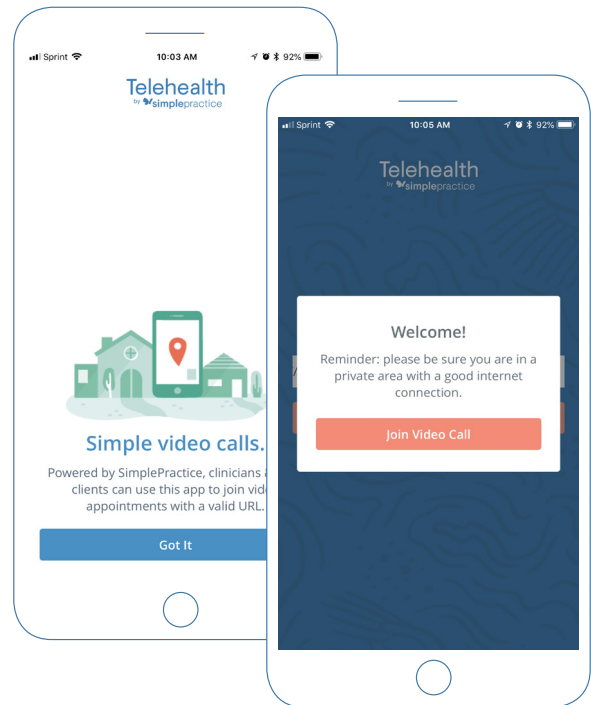 Sprint 10:03 AM 92%
Telehealth
by simplepractice
Simple video calls.
Powered by SimplePractice, clinicians
clients can use this app to join
appointments with a valid URL.
Got It
Sprint 10:05 AM 92%
Telehealth
by simplepractice
Welcome!
Reminder: please be sure you are in a
private area with a good internet
connection.
Join Video Call